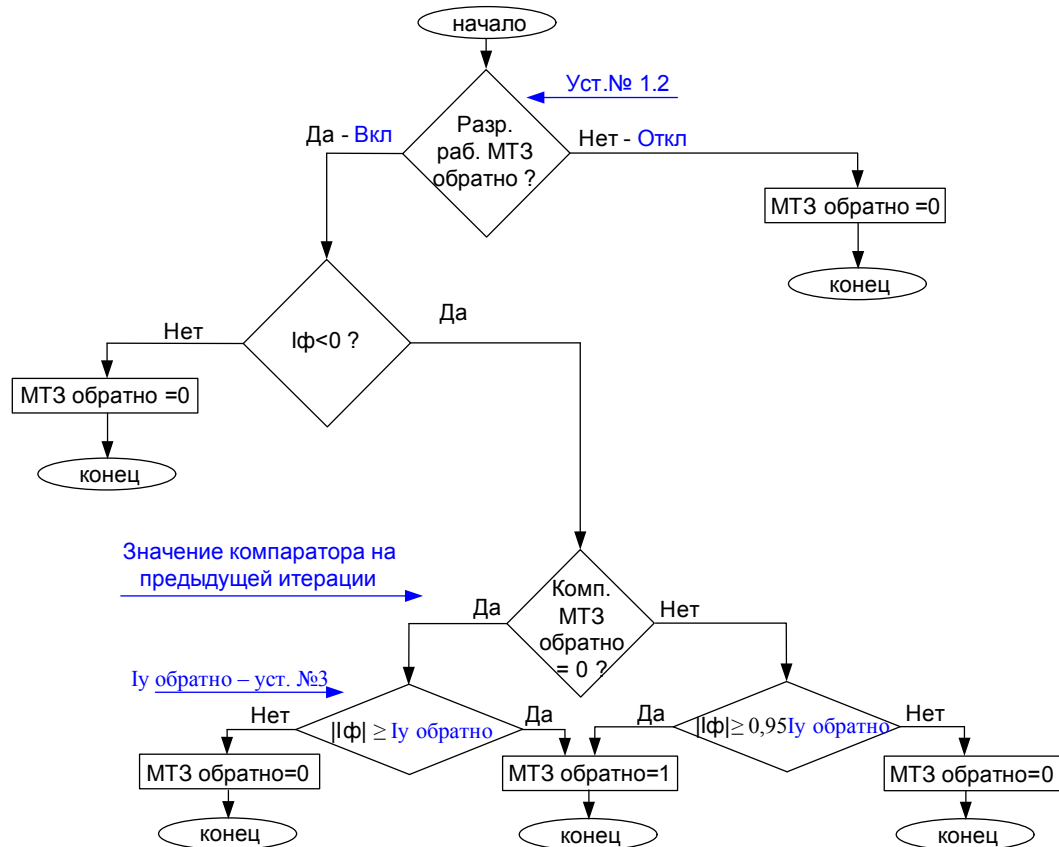 начало
Уст.№ 1.2
Да - Вкл
Разр.
раб. МТЗ
обратно ?
Нет - Откл
МТЗ обратно =0
конец
Iф<0 ?
Нет
Да
МТЗ обратно =0
конец
Значение компаратора на
предыдущей итерации
Комп.
МТЗ
обратно
= 0 ?
Да
Нет
Iу обратно – уст. №3
Нет
|Iф| ≥ Iу обратно
Да
Да
|Iф|≥ 0,95Iу обратно
Нет
МТЗ обратно=0
МТЗ обратно=1
МТЗ обратно=0
конец
конец
конец